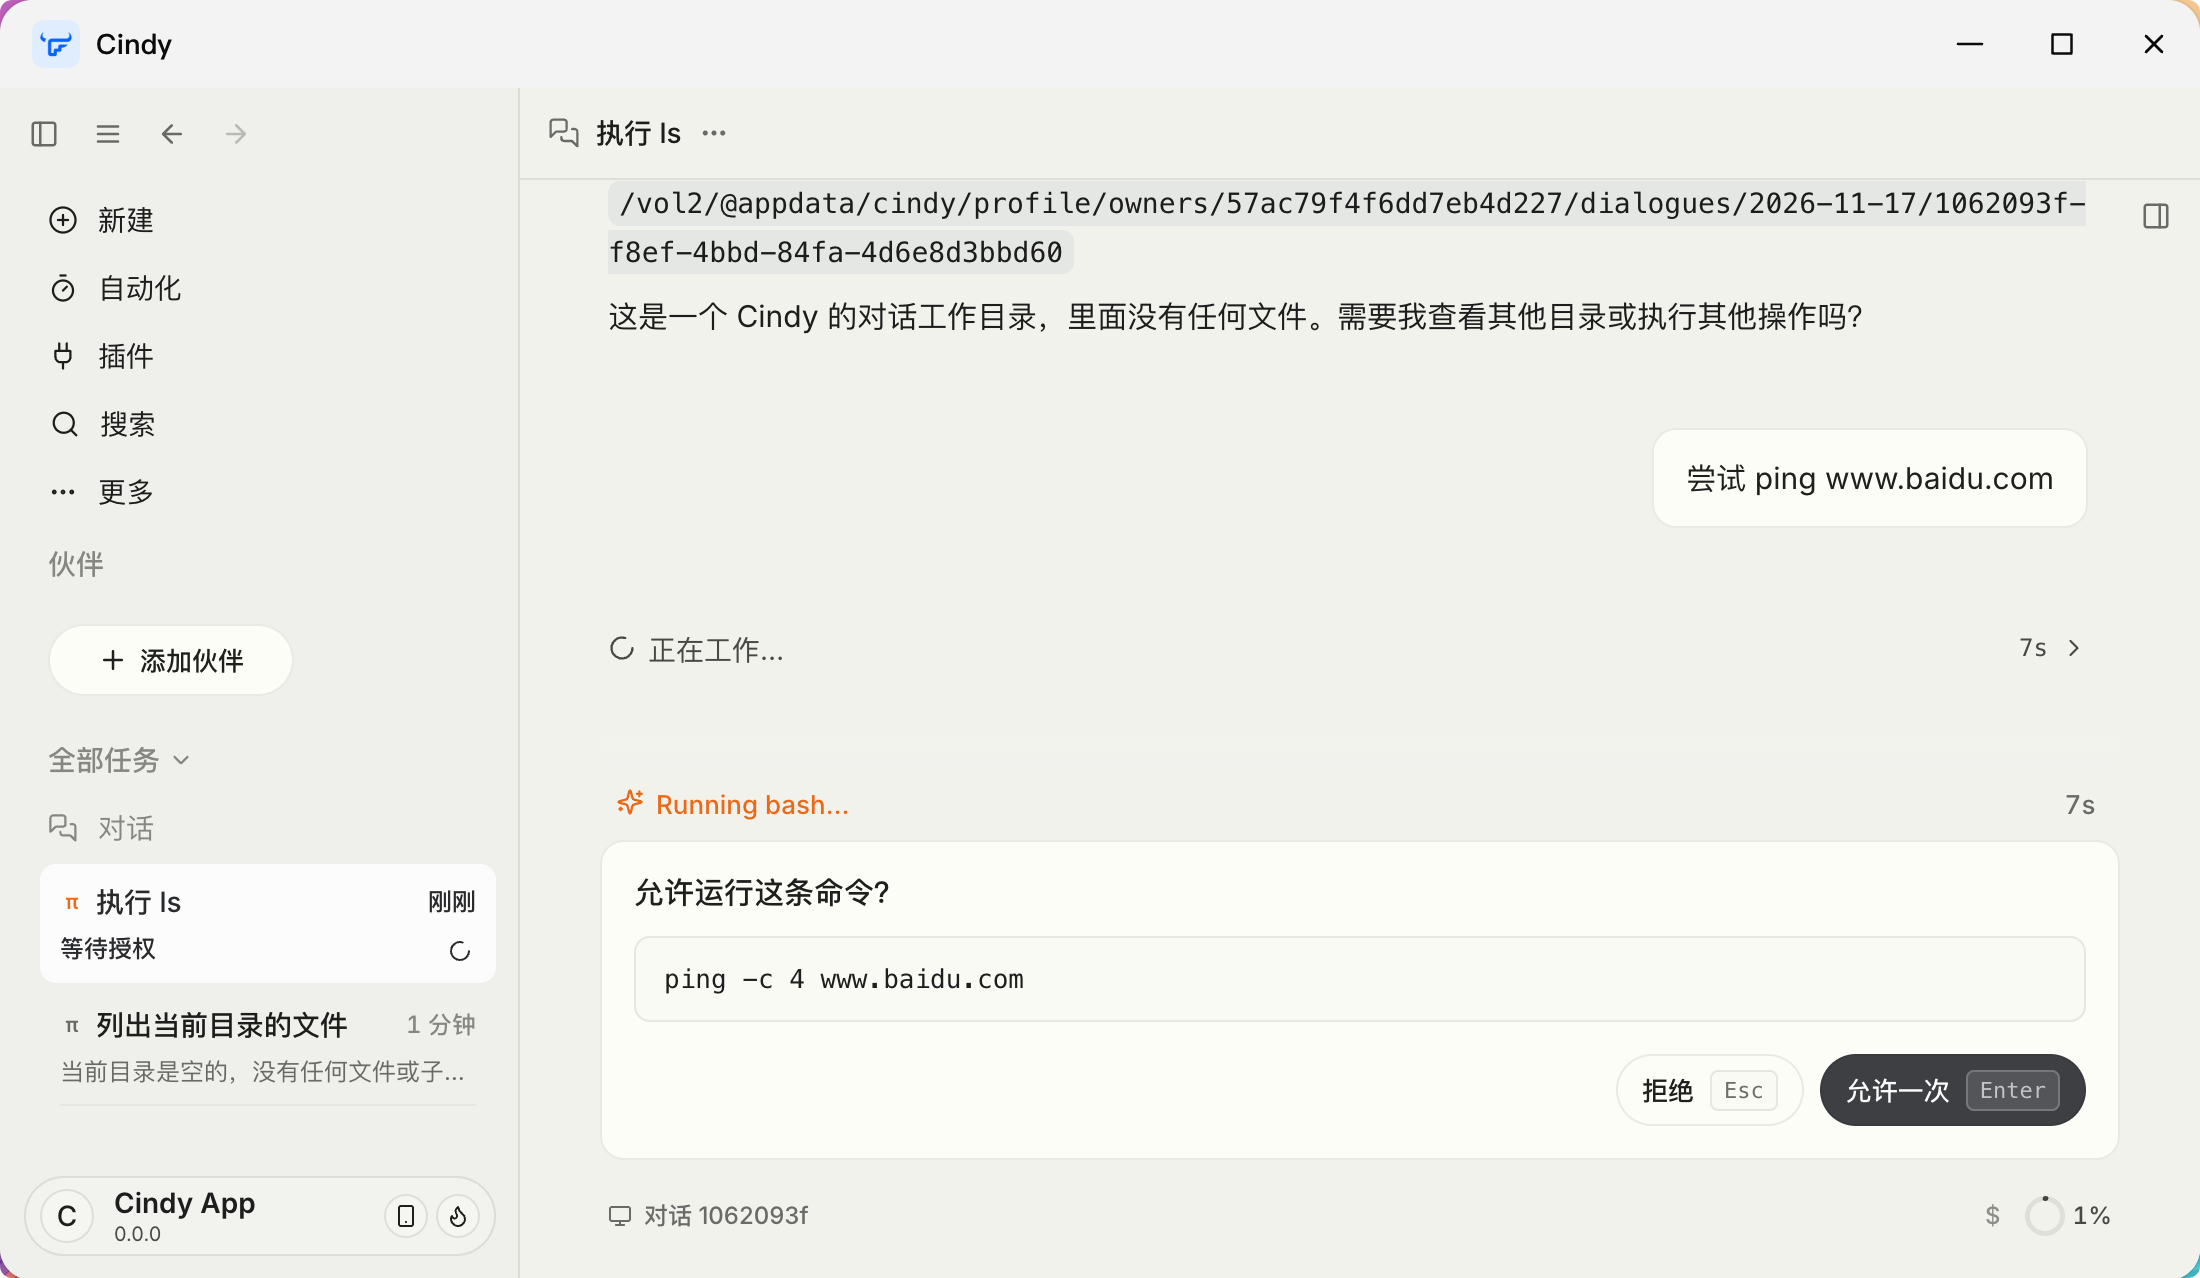 Cindy
新建
自动化
插件
搜索
更多
伙伴
添加伙伴
全部任务
对话
π 执行 ls 刚刚
等待授权
π 列出当前目录的文件 1 分钟
当前目录是空的，没有任何文件或子...
C
Cindy App
0.0.0
执行 ls
/vol2/@appdata/cindy/profile/owners/57ac79f4f6dd7eb4d227/dialogues/2026-11-17/1062093f-
f8ef-4bbd-84fa-4d6e8d3bbd60
这是一个 Cindy 的对话工作目录，里面没有任何文件。需要我查看其他目录或执行其他操作吗？
尝试 ping www.baidu.com
正在工作... 7s
Running bash... 7s
允许运行这条命令？
ping -c 4 www.baidu.com
拒绝 Esc 允许一次 Enter
对话 1062093f $ 1%